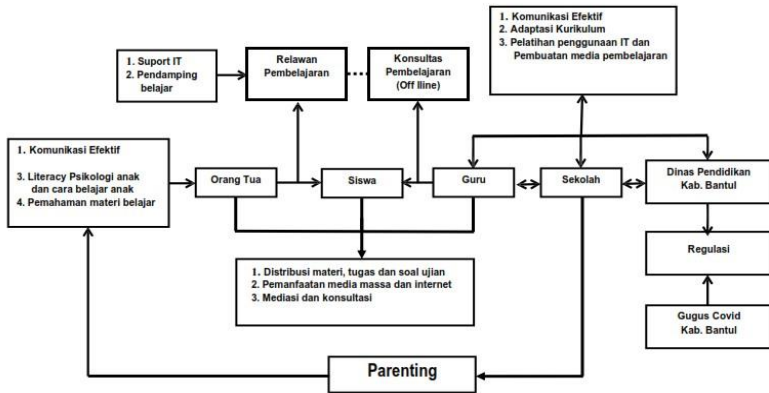 1. Komunikasi Efektif
2. Adaptasi Kurikulum
3. Pelatihan penggunaan IT dan
Pembuatan media pembelajaran
1. Suport IT
2. Pendamping
belajar
Relawan
Pembelajaran
Konsultas
Pembelajaran
(Off lline)
1. Komunikasi Efektif
3. Literacy Psikologi anak
dan cara belajar anak
4. Pemahaman materi belajar
Orang Tua
Siswa
Guru
Sekolah
Dinas Pendidikan
Kab. Bantul
Regulasi
1. Distribusi materi, tugas dan soal ujian
2. Pemanfaatan media massa dan internet
3. Mediasi dan konsultasi
Gugus Covid
Kab. Bantul
Parenting